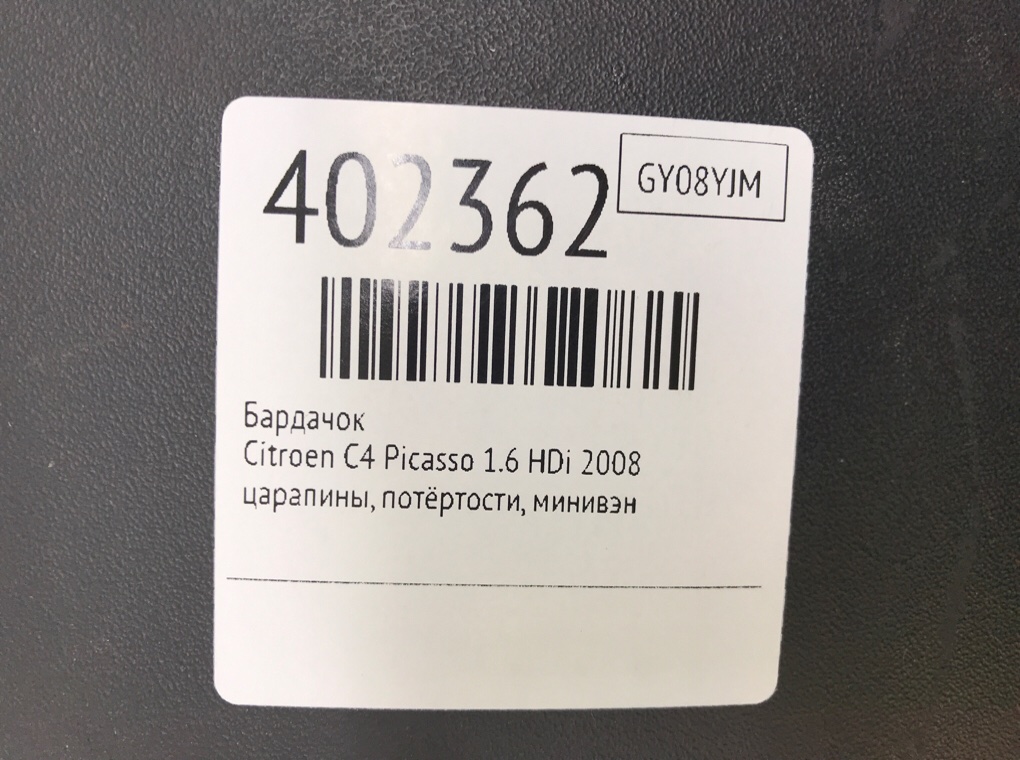 402362
GY08YJM
Бардачок
Citroen C4 Picasso 1.6 HDi 2008
царапины, потёртости, минивэн